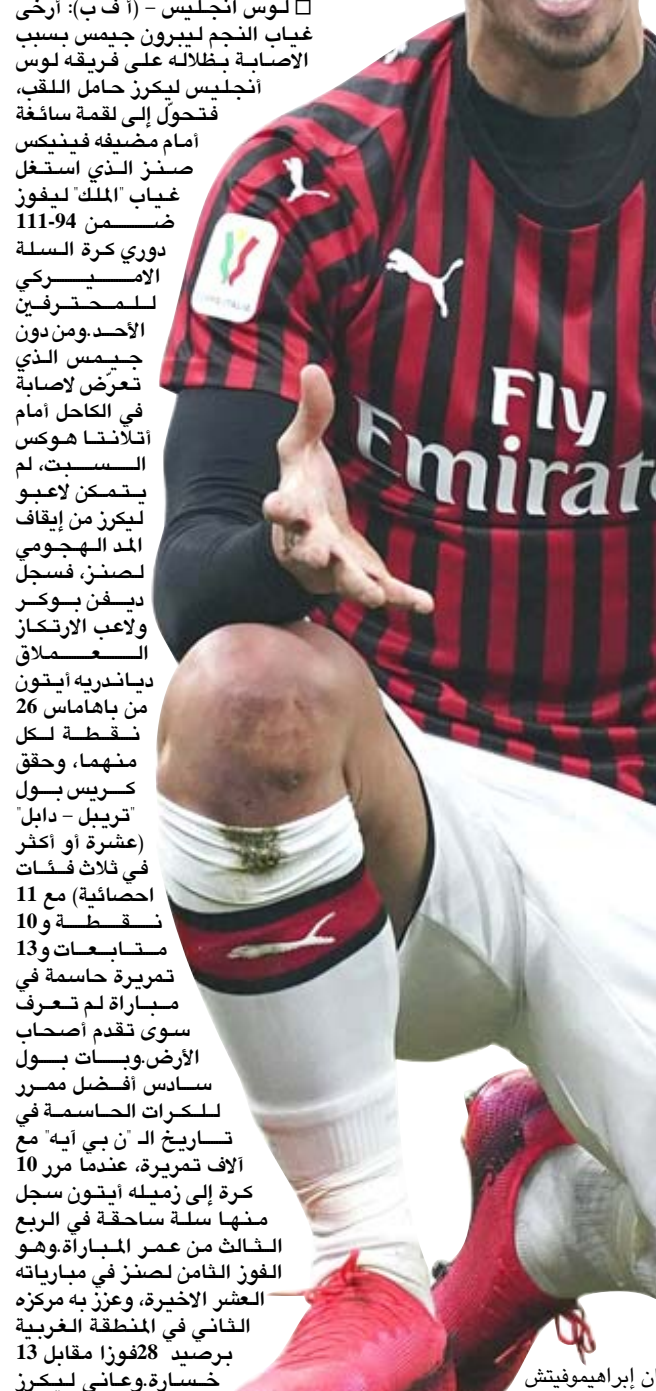 □ لوس انجليس – (أ ف ب): أرخى
غياب النجم ليبرون جيمس بسبب
الاصابة بظلاله على فريقه لوس
أنجليس ليكرز حامل اللقب،
فتحوّل إلى لقمة سائغة
أمام مضيفه فينيكس
صنز الذي استغل
غياب "الملك" ليفوز
111-94 ضمن
دوري كرة السلة
الاميركي
للمحترفين
الأحد.ومن دون
جيمس الذي
تعرّض لاصابة
في الكاحل أمام
أتلانتا هوكس
السبت، لم
يتمكن لاعبو
ليكرز من إيقاف
المد الهجومي
لصنز، فسجل
ديفن بوكر
ولاعب الارتكاز
العملاق
دياندريه أيتون
من باهاماس 26
نقطة لكل
منهما، وحقق
كريس بول
"تريبل – دابل"
(عشرة أو أكثر
في ثلاث فئات
احصائية) مع 11
نقطة و10
متابعات و13
تمريرة حاسمة في
مباراة لم تعرف
سوى تقدم أصحاب
الأرض.وبات بول
سادس أفضل ممرر
للكرات الحاسمة في
تاريخ الـ "ن بي آيه" مع
10 آلاف تمريرة، عندما مرر
كرة إلى زميله أيتون سجل
منها سلة ساحقة في الربع
الثالث من عمر المباراة.وهو
الفوز الثامن لصنز في مبارياته
العشر الاخيرة، وعزز به مركزه
الثاني في المنطقة الغربية
برصيد 28فوزا مقابل 13
خسارة.وعانى ليكرز
Fly
Emirat
ان إبراهيموفيتش